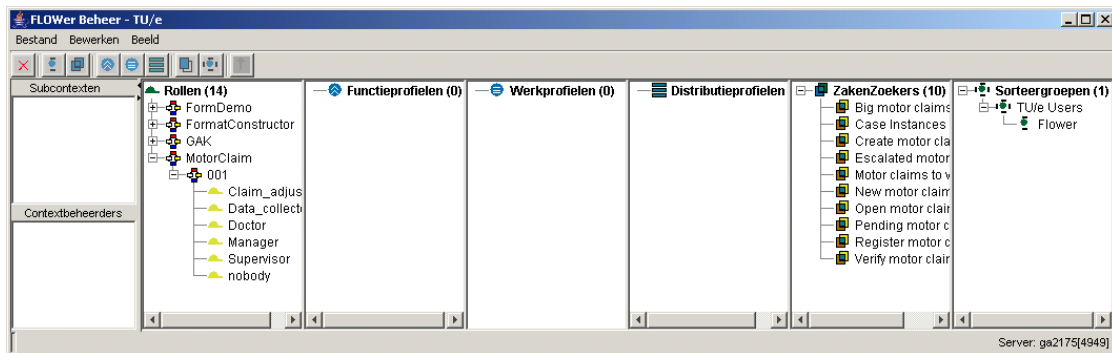 FLOWer Beheer - TU/e
Bestand Bewerken Beeld
Subcontexten
Contextbeheerders
Rollen (14)
FormDemo
FormatConstructor
GAK
MotorClaim
001
Claim_adjus
Data_collect
Doctor
Manager
Supervisor
nobody
Functieprofielen (0)
Werkprofielen (0)
Distributieprofielen
ZakenZoekers (10)
Big motor claims
Case Instances
Create motor cla
Escalated motor
Motor claims to v
New motor claim
Open motor clair
Pending motor c
Register motor c
Verify motor clair
Sorteergroepen (1)
TU/e Users
Flower
Server: ga2175[4949]